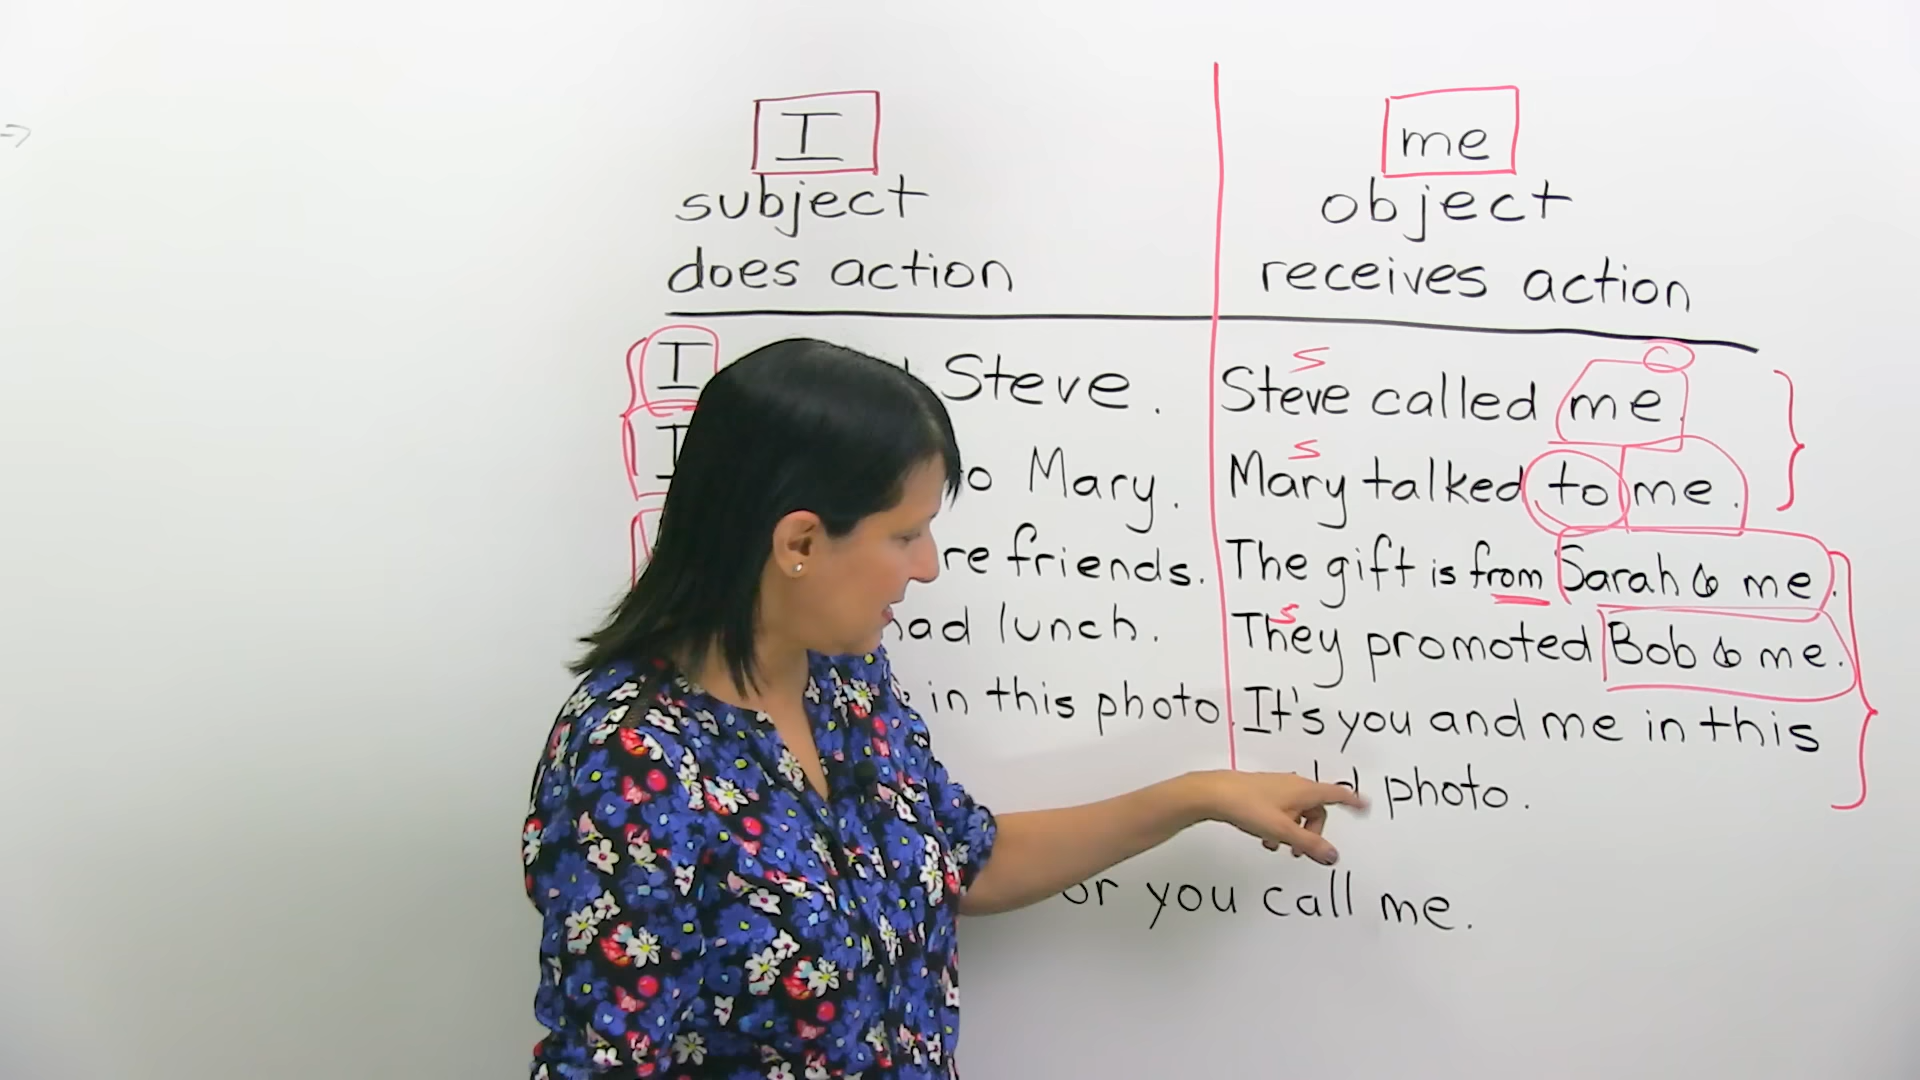 I me
subject object
does action receives action
I Steve. Steve called me.
I Mary. Mary talked to me.
friends. The gift is from Sarah & me.
had lunch. They promoted Bob & me.
in this photo. It's you and me in this
photo.
or you call me.
S
S
S